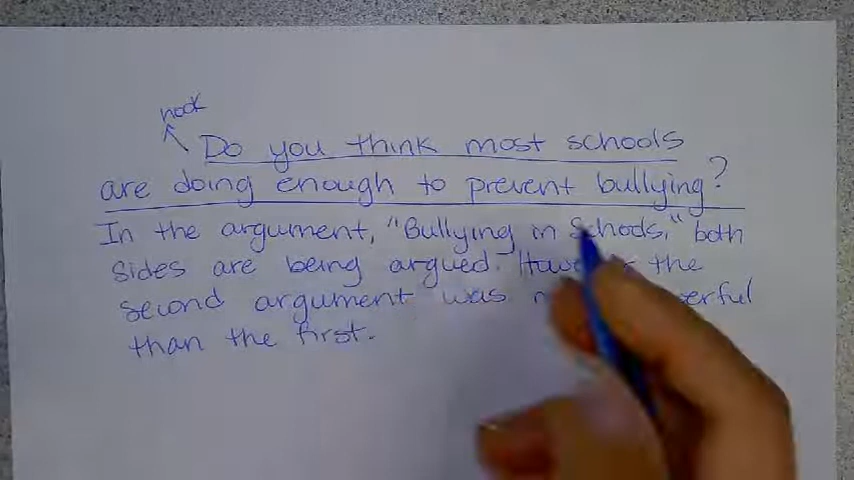 hook
Do you think most schools
are doing enough to prevent bullying?
In the argument, "Bullying in Schools," both
sides are being argued. the
second argument was
than the first.